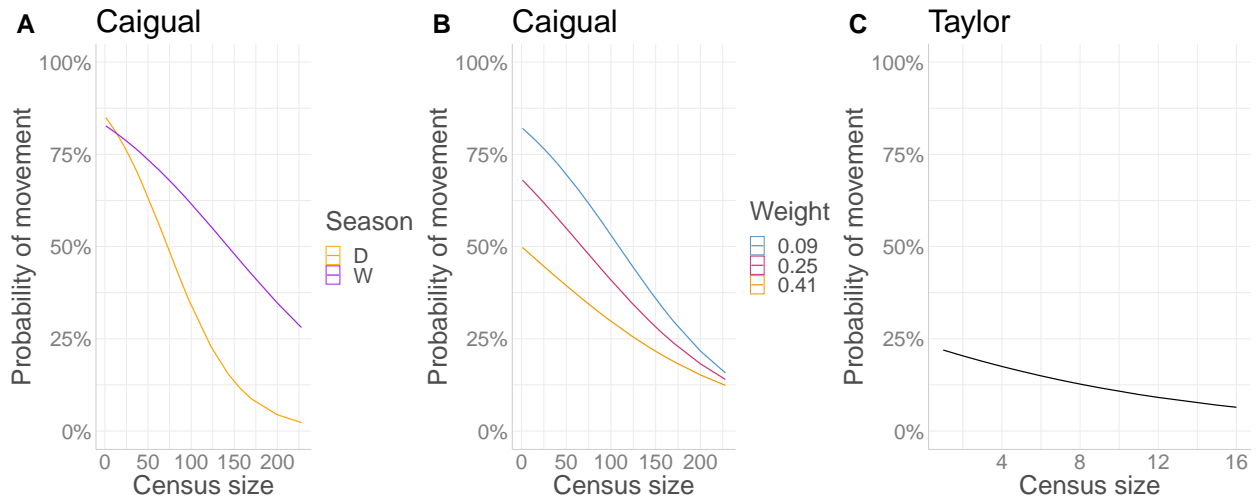 A Caigual
Probability of movement
100%
75%
50%
25%
0%
0 50 100 150 200
Census size
Season
D
W
B Caigual
Probability of movement
100%
75%
50%
25%
0%
0 50 100 150 200
Census size
Weight
0.09
0.25
0.41
C Taylor
Probability of movement
100%
75%
50%
25%
0%
4 8 12 16
Census size